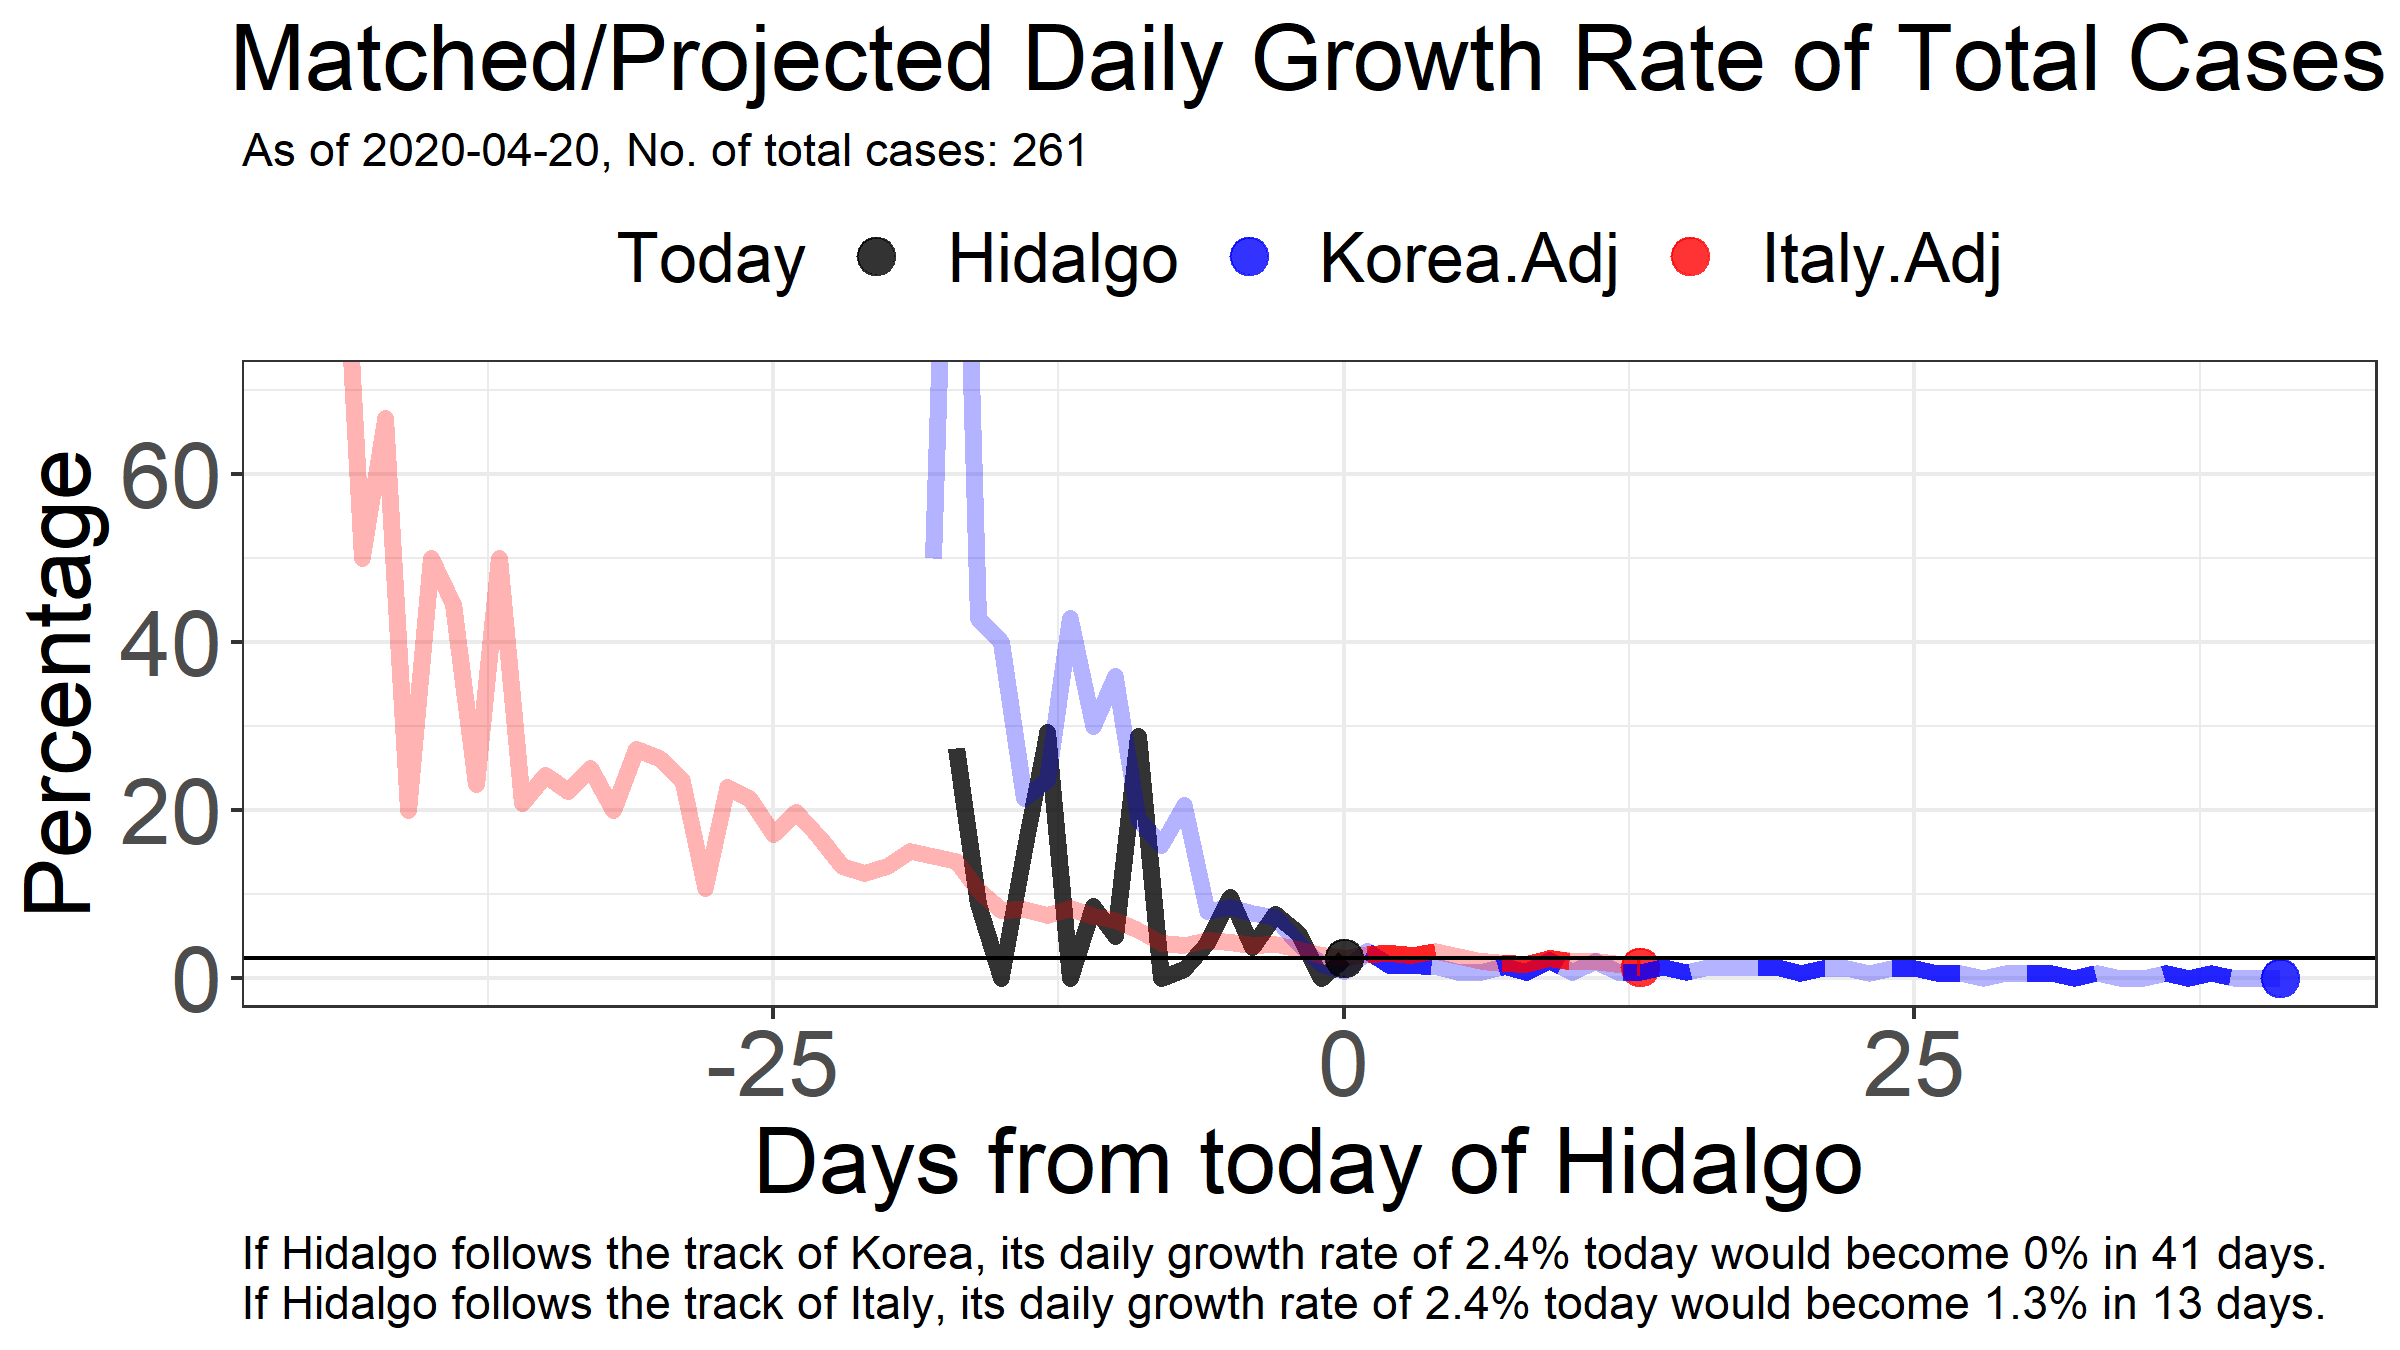 Matched/Projected Daily Growth Rate of Total Cases
As of 2020-04-20, No. of total cases: 261
Today Hidalgo Korea.Adj Italy.Adj
Percentage
60
40
20
0
-25 0 25
Days from today of Hidalgo
If Hidalgo follows the track of Korea, its daily growth rate of 2.4% today would become 0% in 41 days.
If Hidalgo follows the track of Italy, its daily growth rate of 2.4% today would become 1.3% in 13 days.